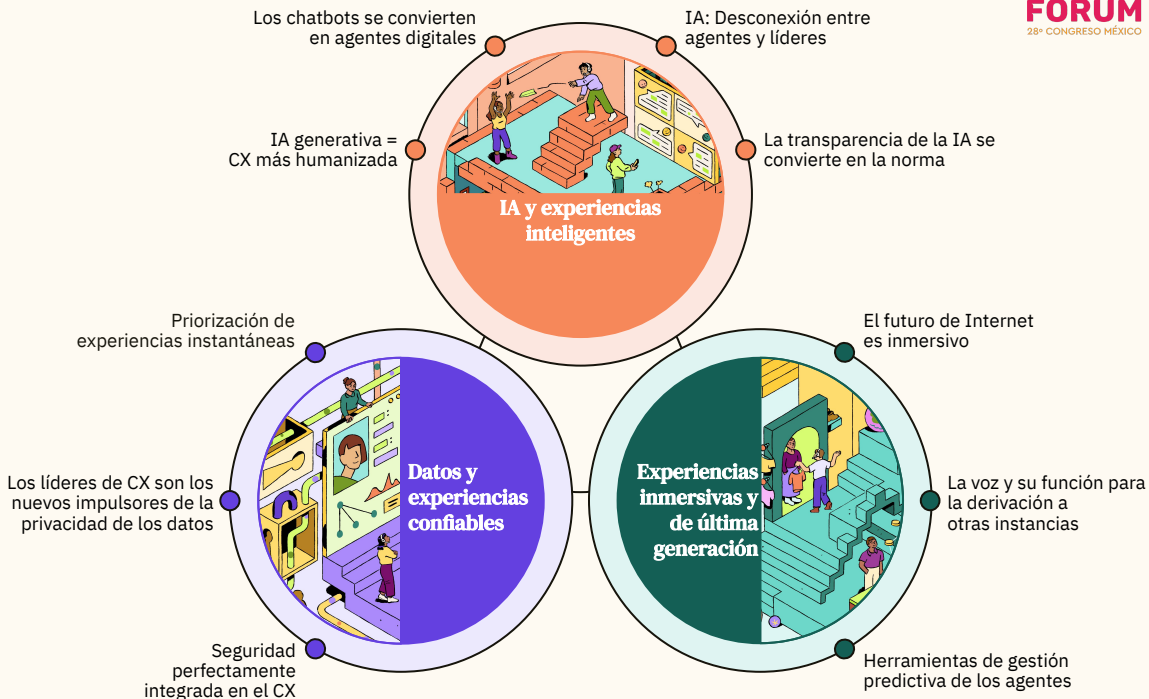 FORUM
28º CONGRESO MÉXICO
Los chatbots se convierten
en agentes digitales
IA: Desconexión entre
agentes y líderes
IA generativa =
CX más humanizada
La transparencia de la IA se
convierte en la norma
IA y experiencias
inteligentes
Priorización de
experiencias instantáneas
El futuro de Internet
es inmersivo
Los líderes de CX son los
nuevos impulsores de la
privacidad de los datos
Datos y
experiencias
confiables
Experiencias
inmersivas y
de última
generación
La voz y su función para
la derivación a
otras instancias
Seguridad
perfectamente
integrada en el CX
Herramientas de gestión
predictiva de los agentes